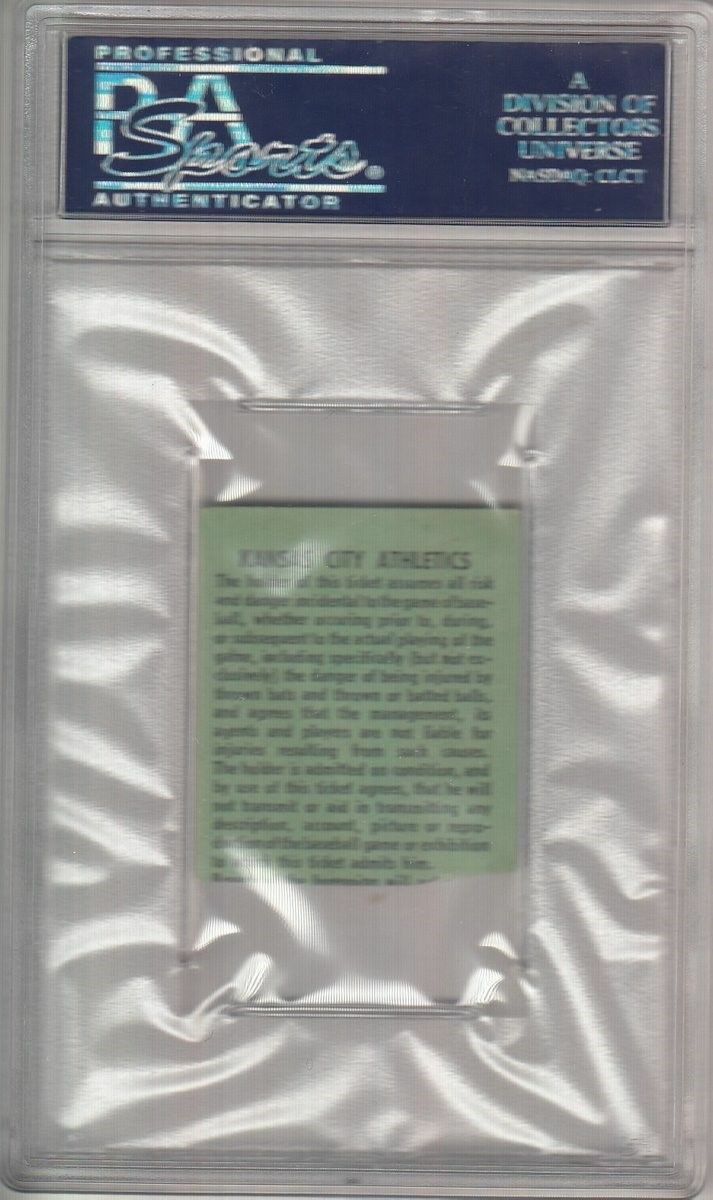 PROFESSIONAL
PSA
Sports®
AUTHENTICATOR
A
DIVISION OF
COLLECTORS
UNIVERSE
NASDAQ: CLCT
KANSAS CITY ATHLETICS
The holder of this ticket assumes all risk
and danger incidental to the game of base-
ball, whether occuring prior to, during,
or subsequent to the actual playing of the
game, including specifically (but not ex-
clusively) the danger of being injured by
thrown bats and thrown or batted balls,
and agrees that the management, its
agents and players are not liable for
injuries resulting from such causes.
The holder is admitted on condition, and
by use of this ticket agrees, that he will
not transmit or aid in transmitting any
description, account, picture or repro-
duction of the baseball game or exhibition
to which this ticket admits him.